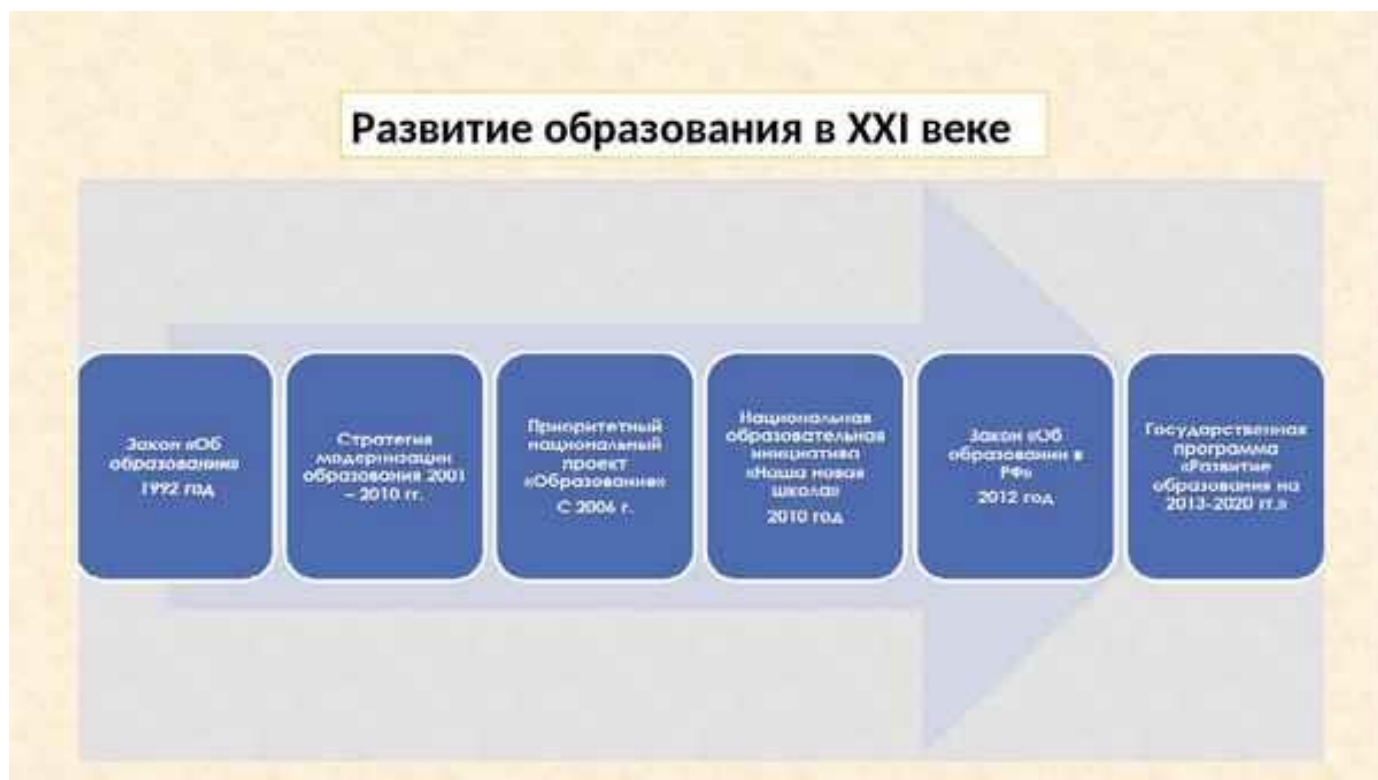 Развитие образования в XXI веке
Закон «Об
образовании»
1992 год
Стратегия
модернизации
образования 2001
– 2010 гг.
Приоритетный
национальный
проект
«Образование»
С 2006 г.
Национальная
образовательная
инициатива
«Наша новая
школа»
2010 год
Закон «Об
образовании в
РФ»
2012 год
Государственная
программа
«Развитие
образования на
2013-2020 гг.»